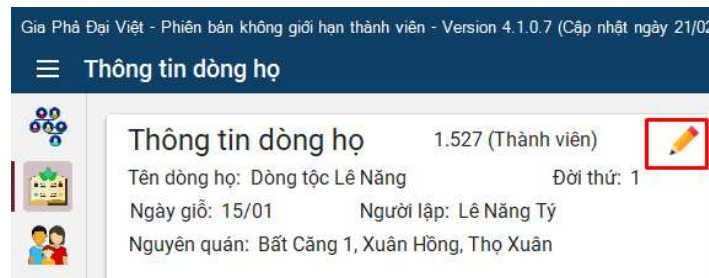 Gia Phả Đại Việt - Phiên bản không giới hạn thành viên - Version 4.1.0.7 (Cập nhật ngày 21/02
Thông tin dòng họ
Thông tin dòng họ 1.527 (Thành viên)
Tên dòng họ: Dòng tộc Lê Năng Đời thứ: 1
Ngày giỗ: 15/01 Người lập: Lê Năng Tý
Nguyên quán: Bất Căng 1, Xuân Hồng, Thọ Xuân